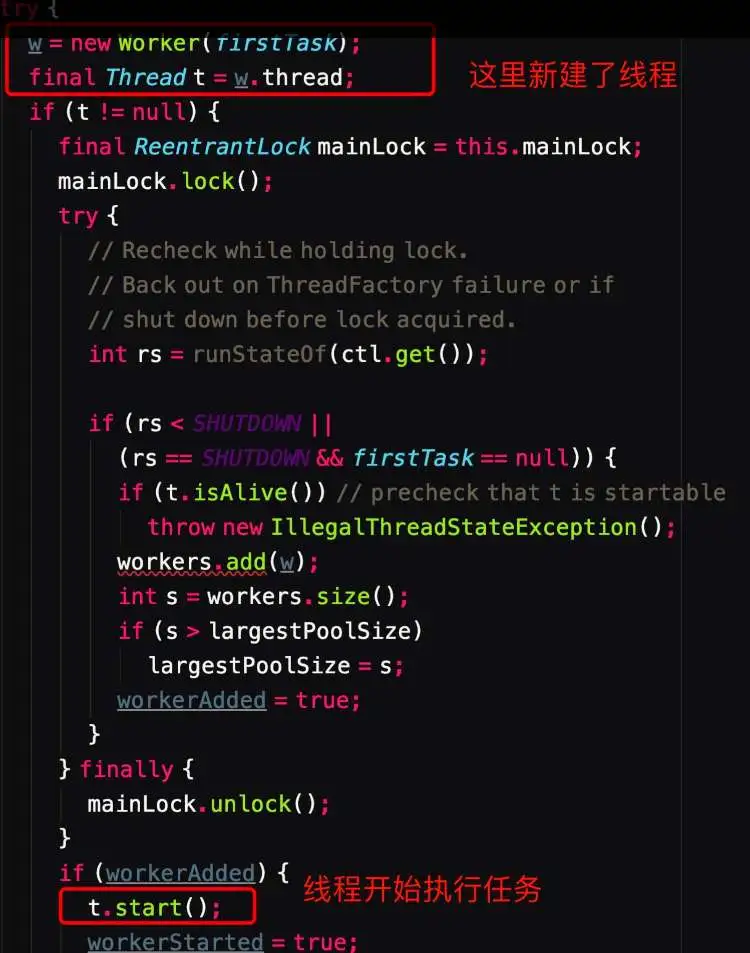 try {
w = new Worker(firstTask);
final Thread t = w.thread;
这里新建了线程
if (t != null) {
final ReentrantLock mainLock = this.mainLock;
mainLock.lock();
try {
// Recheck while holding lock.
// Back out on ThreadFactory failure or if
// shut down before lock acquired.
int rs = runStateOf(ctl.get());
if (rs < SHUTDOWN ||
(rs == SHUTDOWN && firstTask == null)) {
if (t.isAlive()) // precheck that t is startable
throw new IllegalThreadStateException();
workers.add(w);
int s = workers.size();
if (s > largestPoolSize)
largestPoolSize = s;
workerAdded = true;
}
} finally {
mainLock.unlock();
}
if (workerAdded) {
线程开始执行任务
t.start();
workerStarted = true;